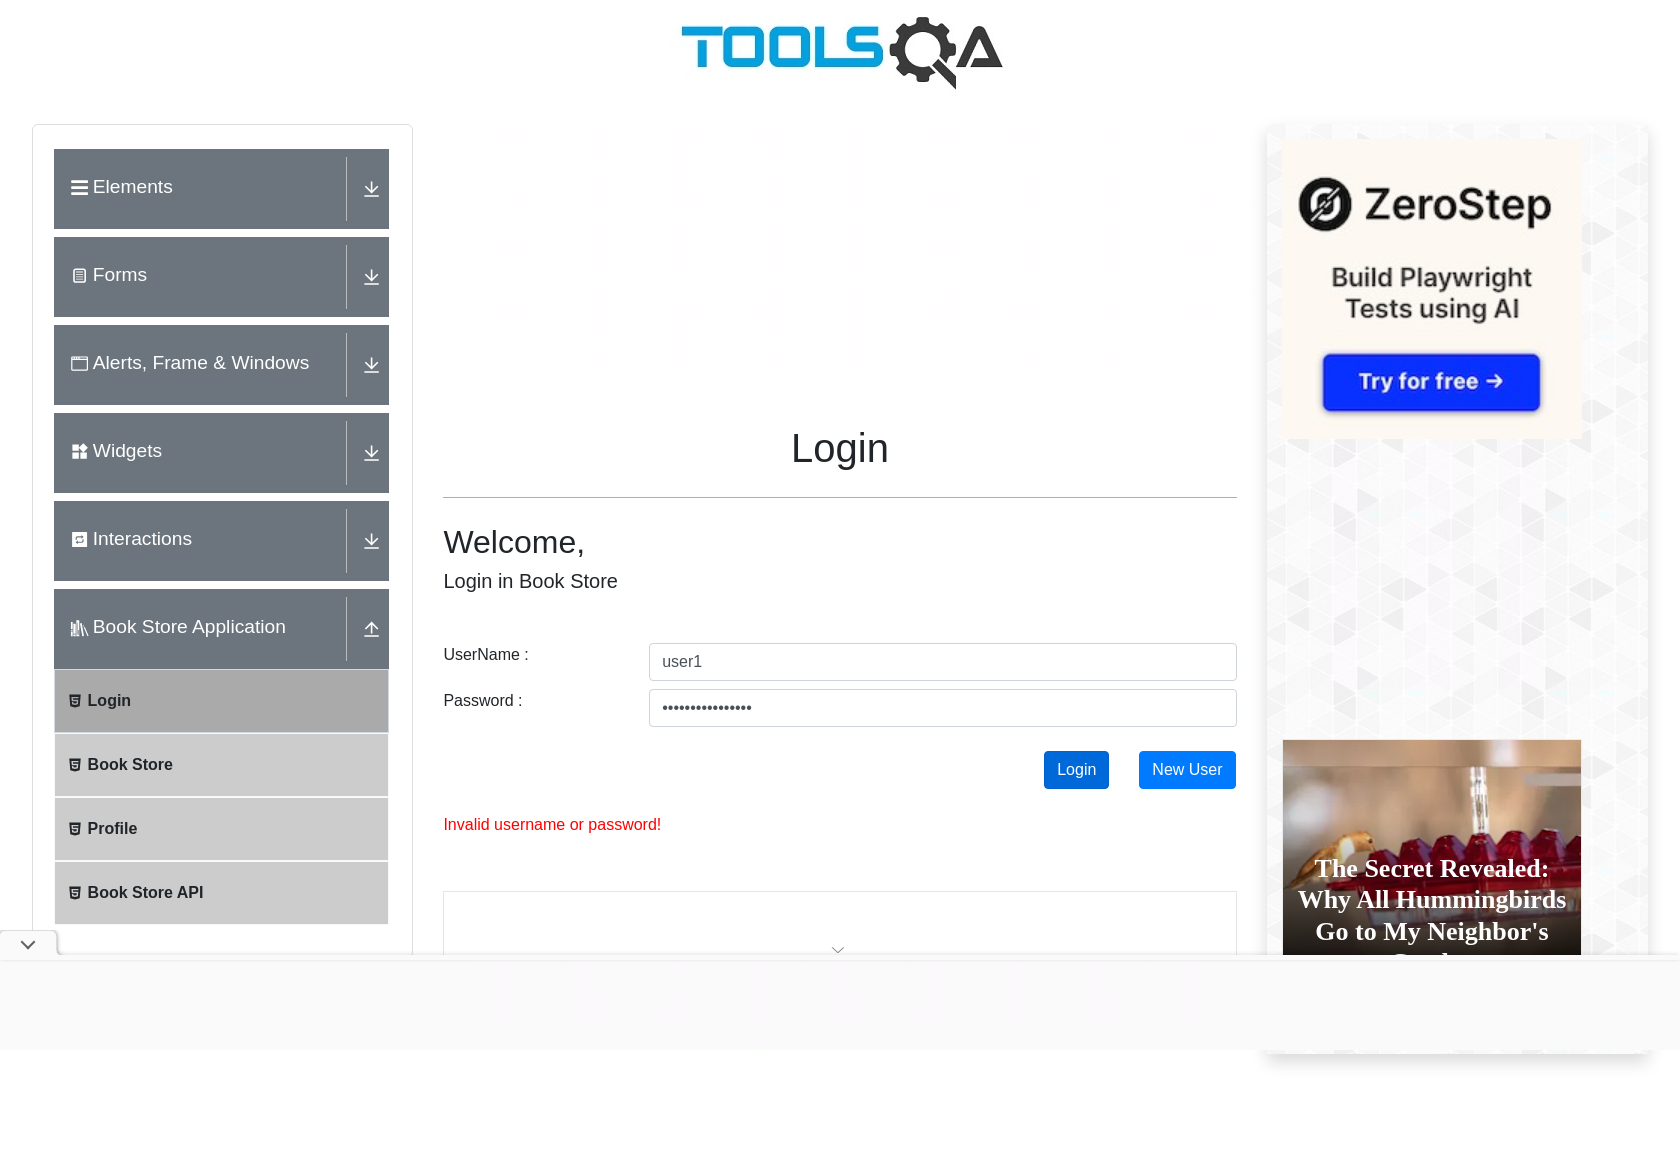 TOOLSQA
Elements
Forms
Alerts, Frame & Windows
Widgets
Interactions
Book Store Application
Login
Book Store
Profile
Book Store API
Login
Welcome,
Login in Book Store
UserName :
user1
Password :
••••••••••••••••
Login
New User
Invalid username or password!
ZeroStep
Build Playwright
Tests using AI
Try for free →
The Secret Revealed:
Why All Hummingbirds
Go to My Neighbor's